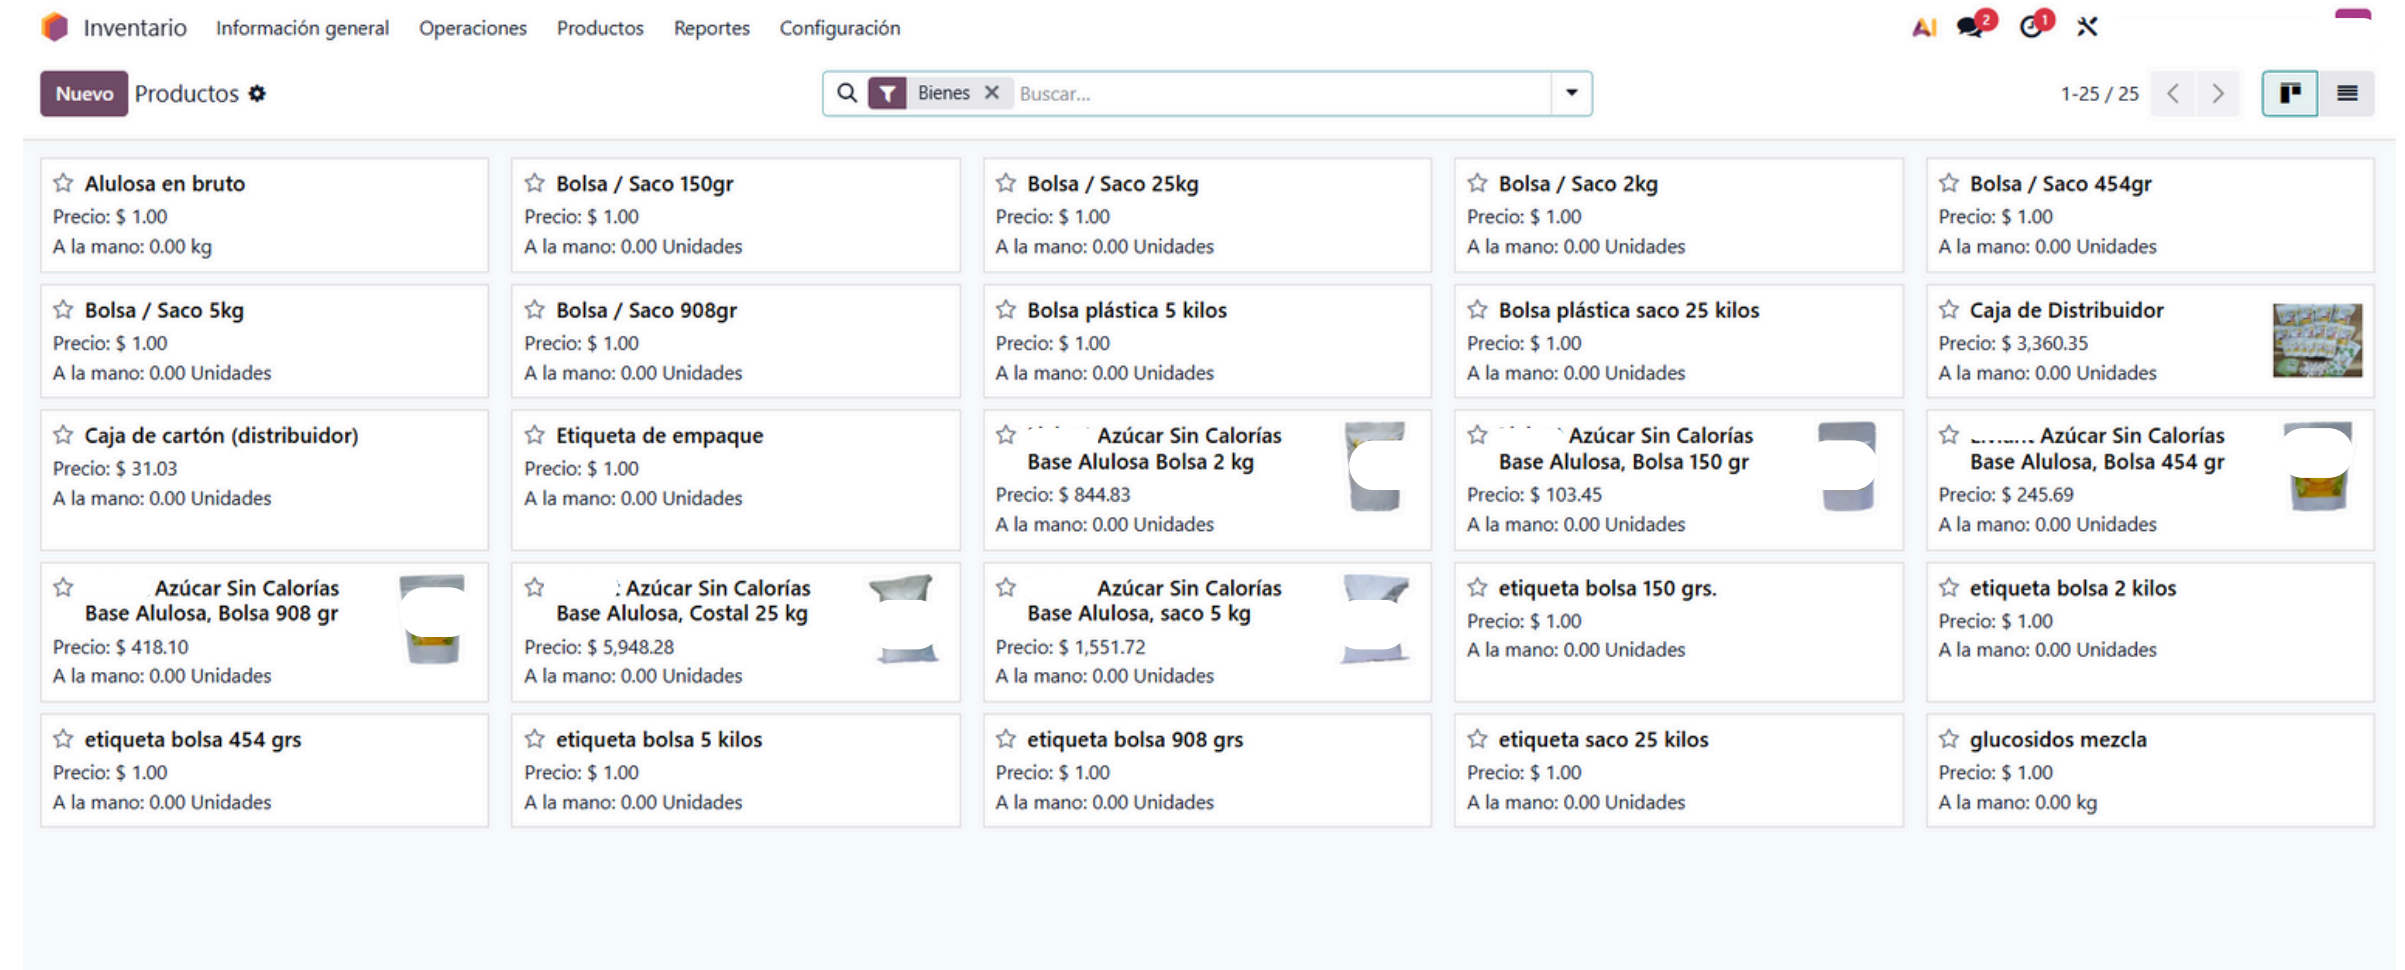 Inventario Información general Operaciones Productos Reportes Configuración AI 2 1
Nuevo Productos Bienes Buscar... 1-25 / 25
Alulosa en bruto
Precio: $ 1.00
A la mano: 0.00 kg
Bolsa / Saco 150gr
Precio: $ 1.00
A la mano: 0.00 Unidades
Bolsa / Saco 25kg
Precio: $ 1.00
A la mano: 0.00 Unidades
Bolsa / Saco 2kg
Precio: $ 1.00
A la mano: 0.00 Unidades
Bolsa / Saco 454gr
Precio: $ 1.00
A la mano: 0.00 Unidades
Bolsa / Saco 5kg
Precio: $ 1.00
A la mano: 0.00 Unidades
Bolsa / Saco 908gr
Precio: $ 1.00
A la mano: 0.00 Unidades
Bolsa plástica 5 kilos
Precio: $ 1.00
A la mano: 0.00 Unidades
Bolsa plástica saco 25 kilos
Precio: $ 1.00
A la mano: 0.00 Unidades
Caja de Distribuidor
Precio: $ 3,360.35
A la mano: 0.00 Unidades
Caja de cartón (distribuidor)
Precio: $ 31.03
A la mano: 0.00 Unidades
Etiqueta de empaque
Precio: $ 1.00
A la mano: 0.00 Unidades
Azúcar Sin Calorías
Base Alulosa Bolsa 2 kg
Precio: $ 844.83
A la mano: 0.00 Unidades
Azúcar Sin Calorías
Base Alulosa, Bolsa 150 gr
Precio: $ 103.45
A la mano: 0.00 Unidades
Azúcar Sin Calorías
Base Alulosa, Bolsa 454 gr
Precio: $ 245.69
A la mano: 0.00 Unidades
Azúcar Sin Calorías
Base Alulosa, Bolsa 908 gr
Precio: $ 418.10
A la mano: 0.00 Unidades
Azúcar Sin Calorías
Base Alulosa, Costal 25 kg
Precio: $ 5,948.28
A la mano: 0.00 Unidades
Azúcar Sin Calorías
Base Alulosa, saco 5 kg
Precio: $ 1,551.72
A la mano: 0.00 Unidades
etiqueta bolsa 150 grs.
Precio: $ 1.00
A la mano: 0.00 Unidades
etiqueta bolsa 2 kilos
Precio: $ 1.00
A la mano: 0.00 Unidades
etiqueta bolsa 454 grs
Precio: $ 1.00
A la mano: 0.00 Unidades
etiqueta bolsa 5 kilos
Precio: $ 1.00
A la mano: 0.00 Unidades
etiqueta bolsa 908 grs
Precio: $ 1.00
A la mano: 0.00 Unidades
etiqueta saco 25 kilos
Precio: $ 1.00
A la mano: 0.00 Unidades
glucosidos mezcla
Precio: $ 1.00
A la mano: 0.00 kg